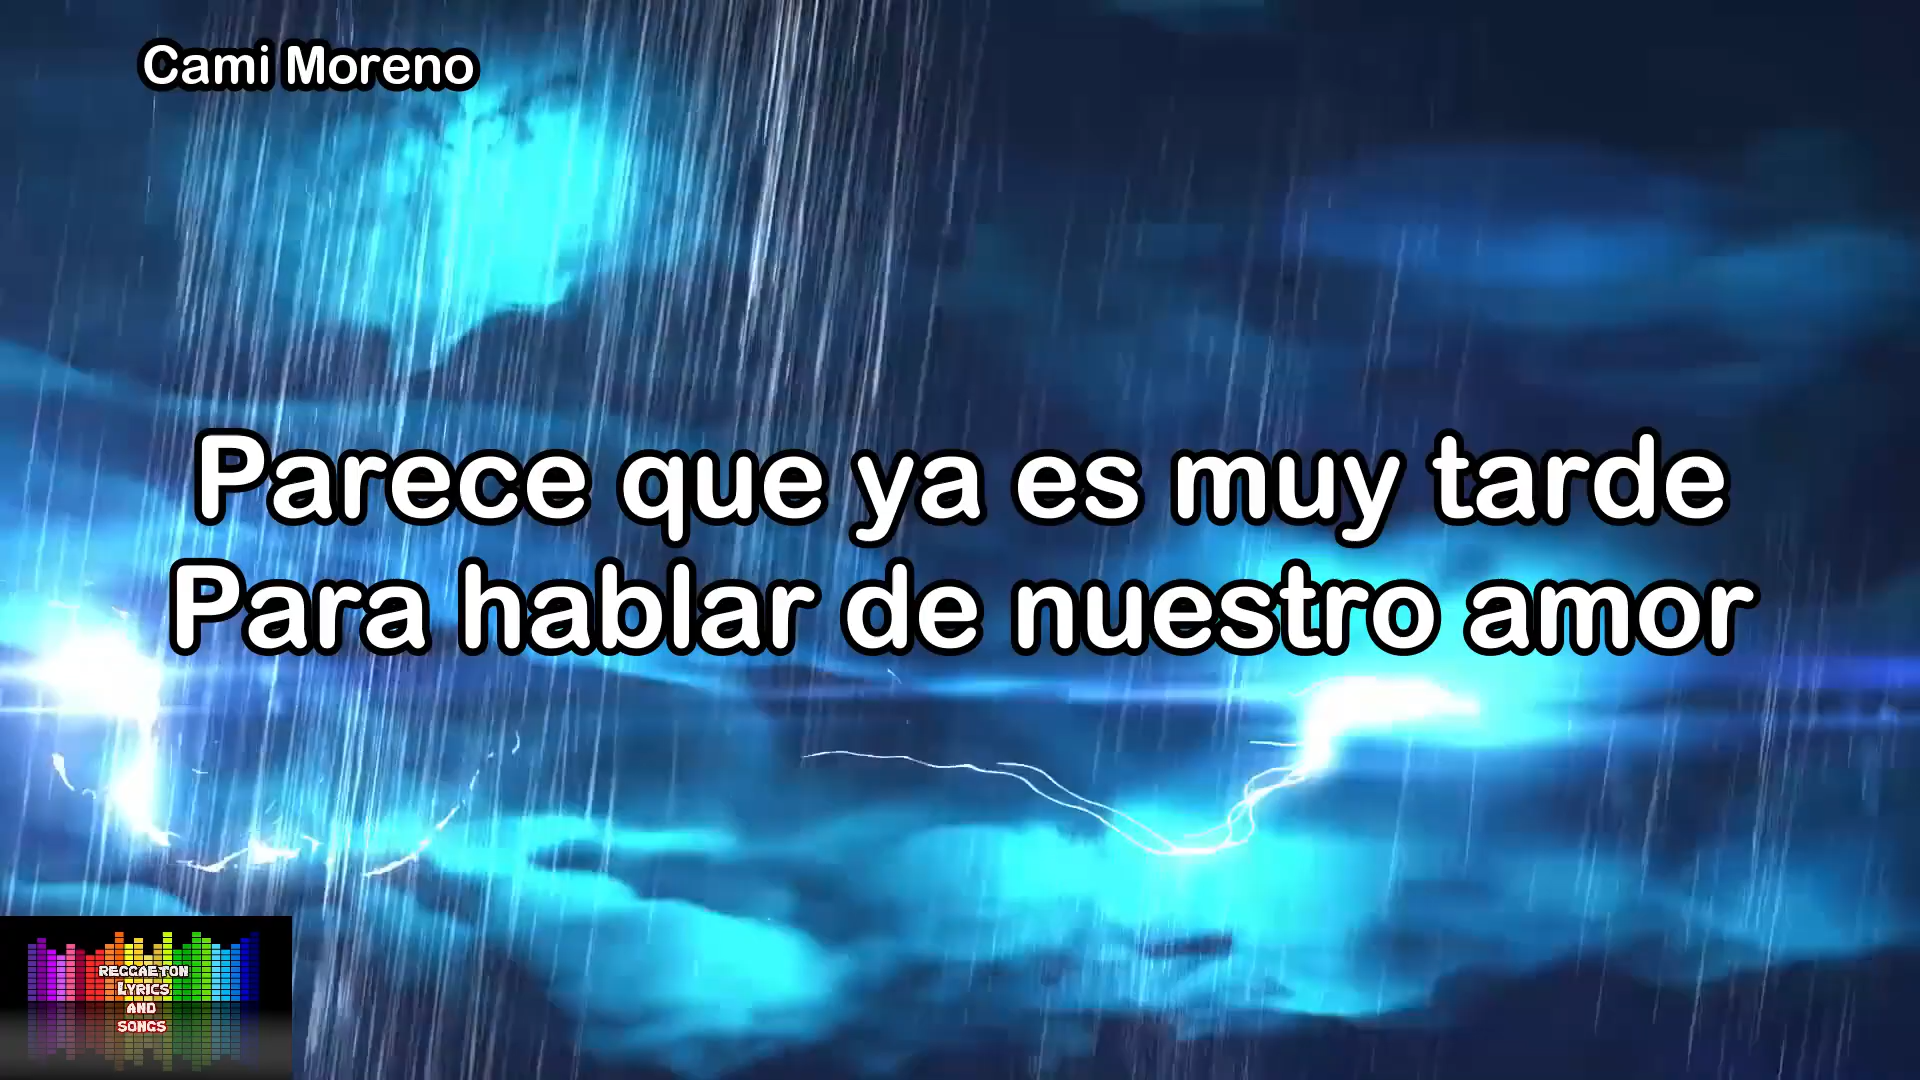 Cami Moreno
Parece que ya es muy tarde
Para hablar de nuestro amor
REGGAETON
LYRICS
AND
SONGS